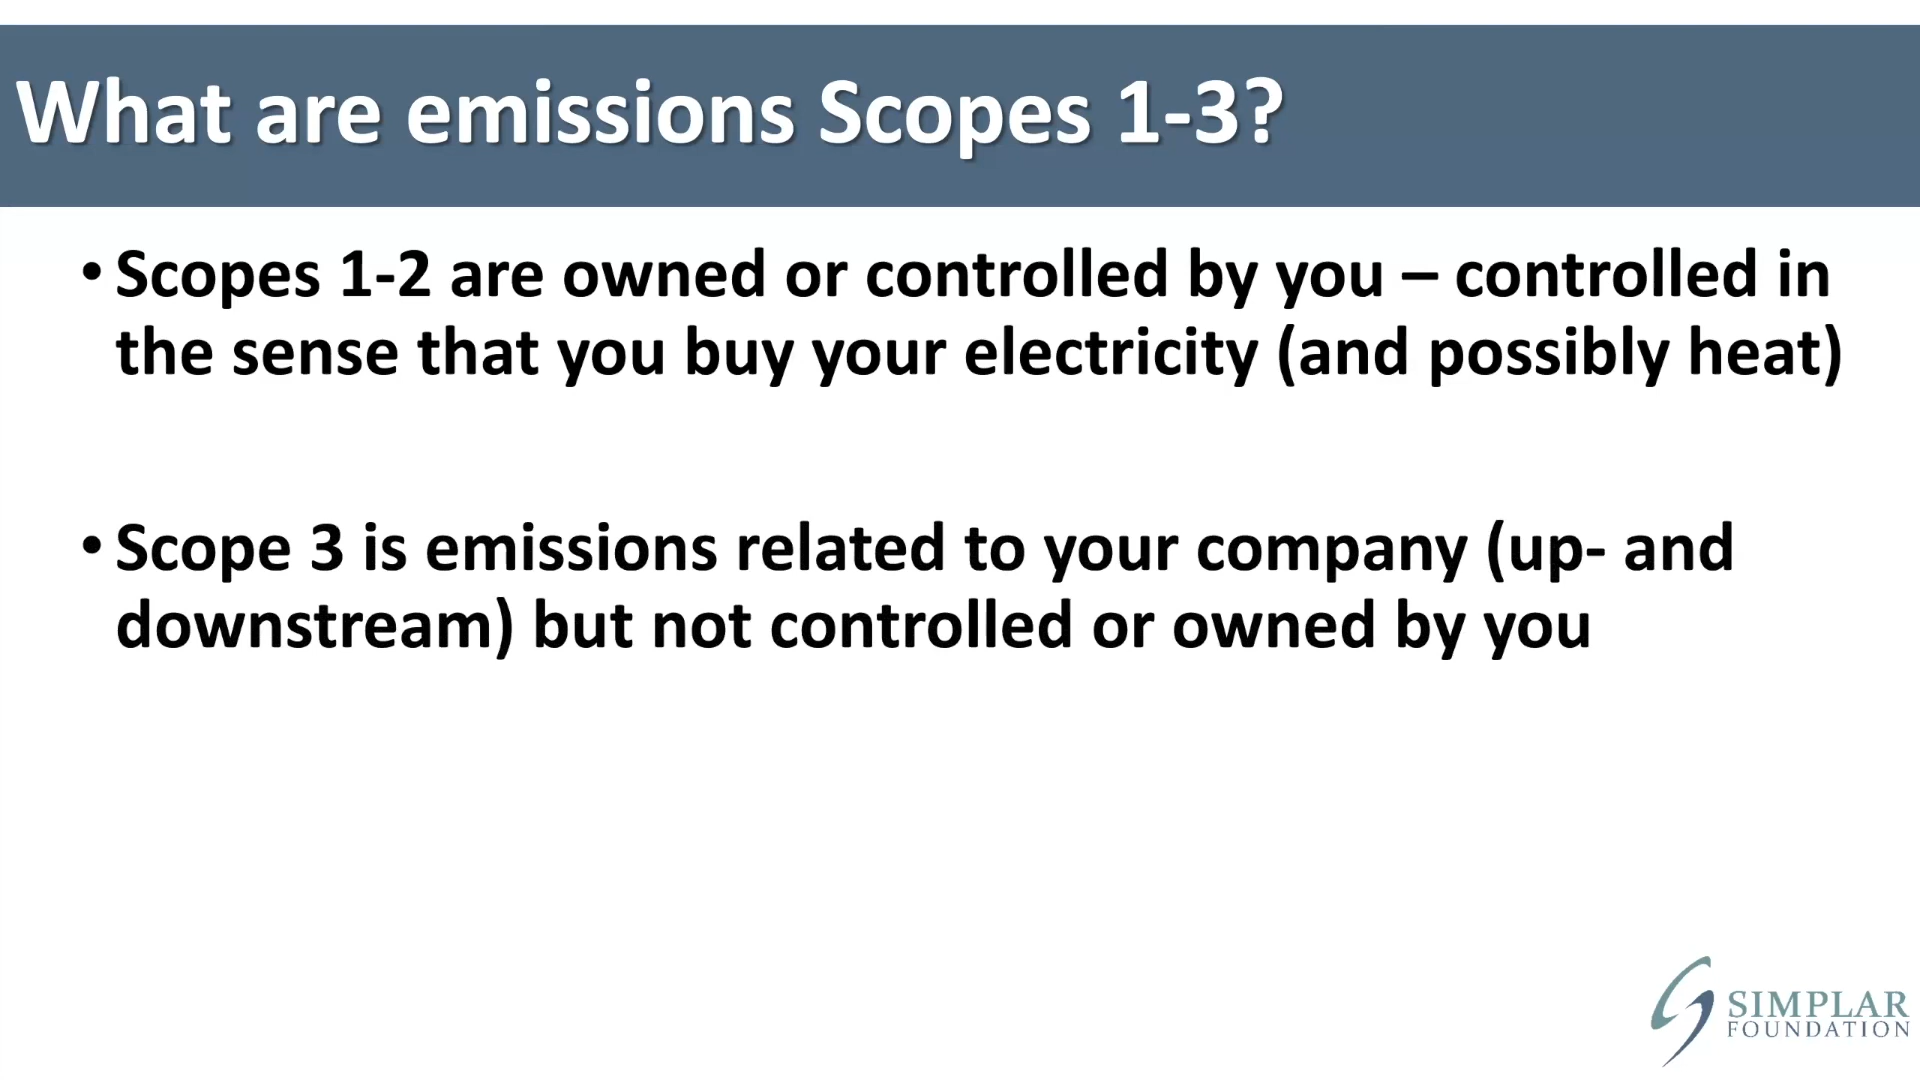 What are emissions Scopes 1-3?
• Scopes 1-2 are owned or controlled by you – controlled in
the sense that you buy your electricity (and possibly heat)
• Scope 3 is emissions related to your company (up- and
downstream) but not controlled or owned by you
SIMPLAR
FOUNDATION